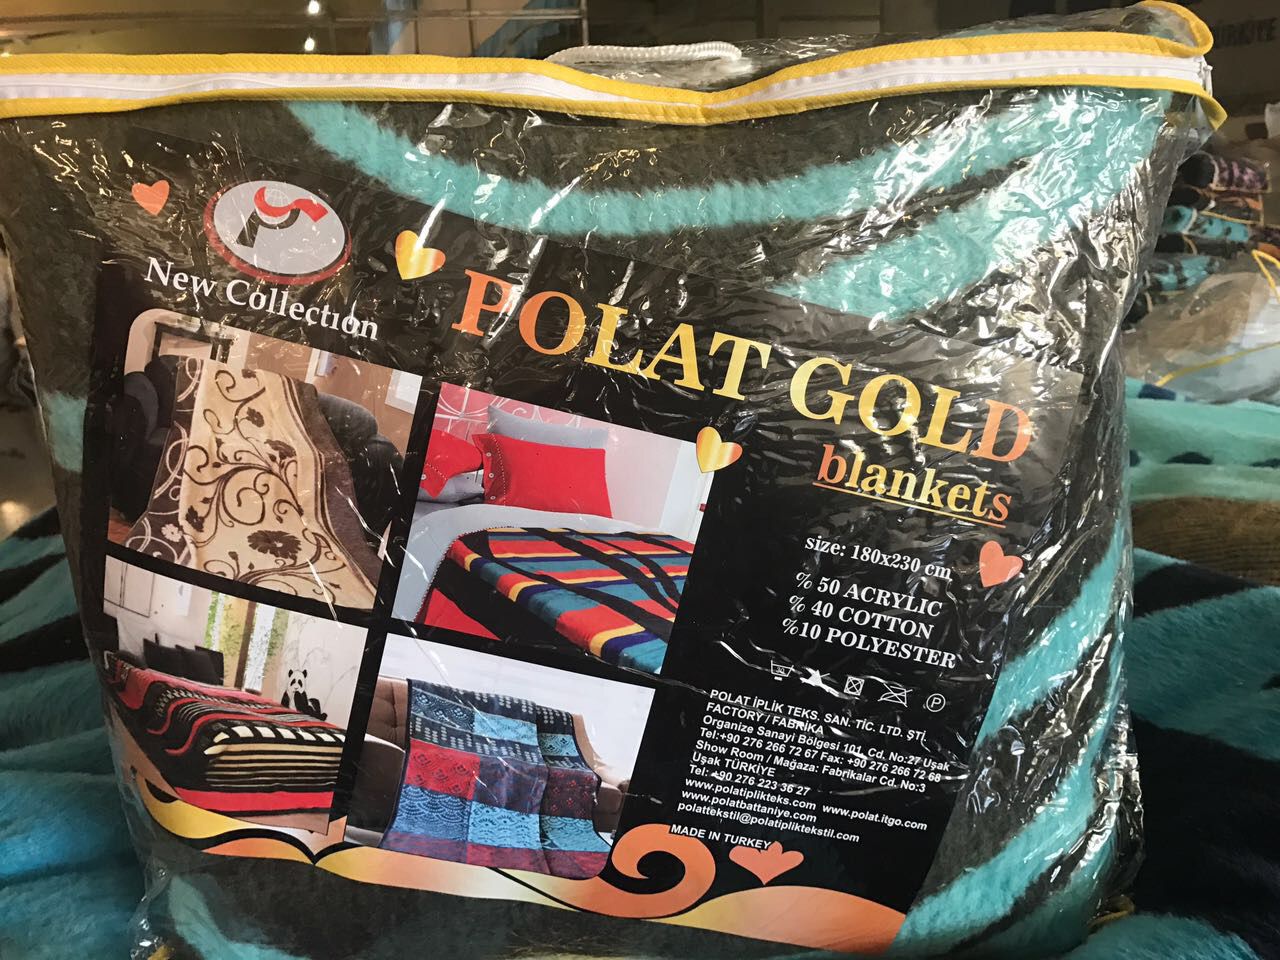 New Collection
POLAT GOLD
blankets
size: 180x230 cm
% 50 ACRYLIC
% 40 COTTON
%10 POLYESTER
30
P
POLAT İPLİK TEKS. SAN. TİC. LTD. ŞTİ.
FACTORY / FABRİKA
Organize Sanayi Bölgesi 101. Cd. No:27 Uşak
Tel:+90 276 266 72 67 Fax: +90 276 266 72 68
Show Room / Mağaza: Fabrikalar Cd. No:3
Uşak TÜRKİYE
Tel: +90 276 223 36 27
www.polatiplikteks.com www.polat.itgo.com
www.polatbattaniye.com
polattekstil@polatipliktekstil.com
MADE IN TURKEY